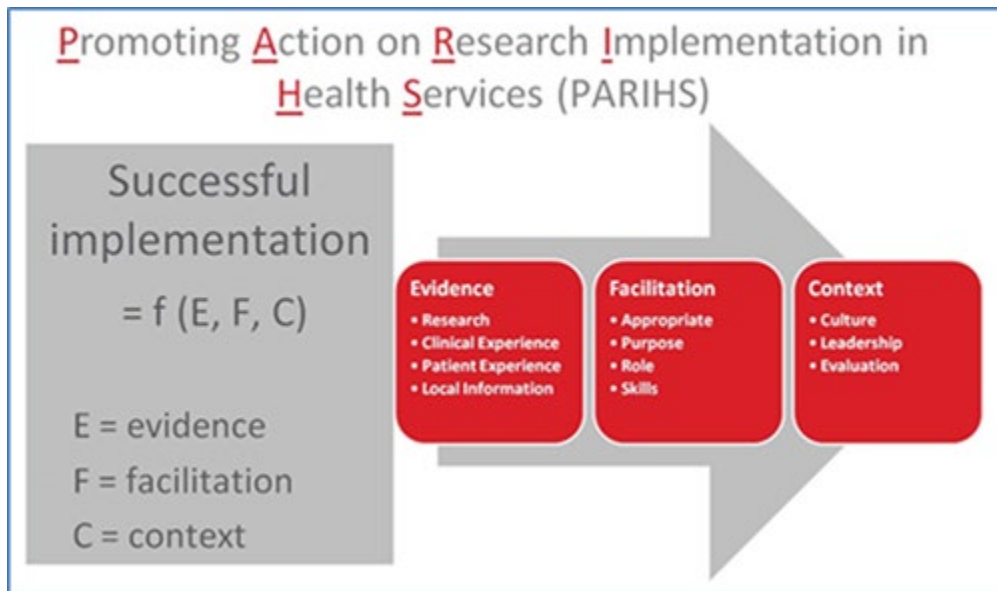 Promoting Action on Research Implementation in
Health Services (PARIHS)
Successful
implementation
= f (E, F, C)
E = evidence
F = facilitation
C = context
Evidence
• Research
• Clinical Experience
• Patient Experience
• Local Information
Facilitation
• Appropriate
• Purpose
• Role
• Skills
Context
• Culture
• Leadership
• Evaluation